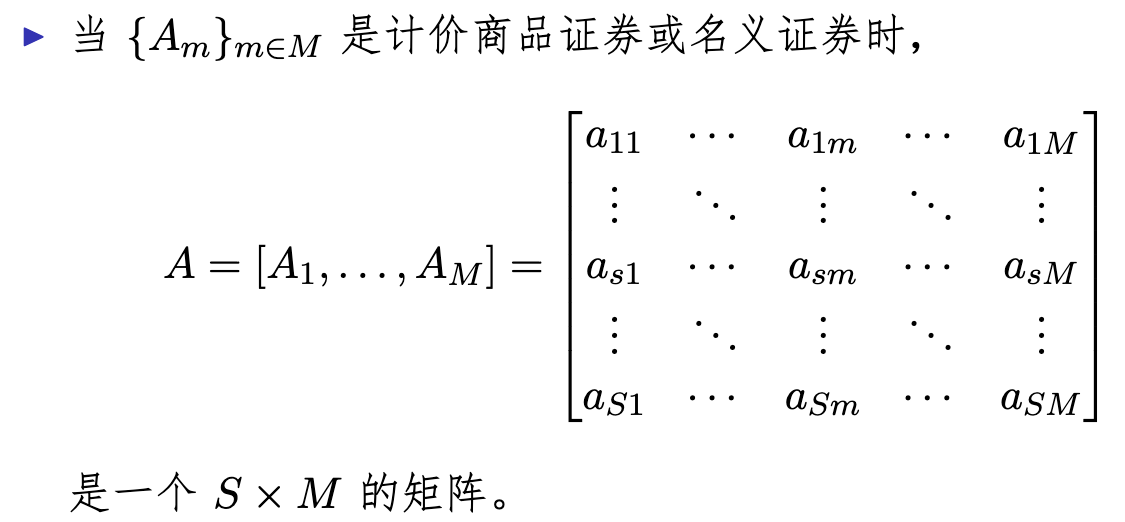 ▶ 当 $\{A_m\}_{m \in M}$ 是计价商品证券或名义证券时，
$$A = [A_1, \ldots, A_M] = \begin{bmatrix} a_{11} & \cdots & a_{1m} & \cdots & a_{1M} \\ \vdots & \ddots & \vdots & \ddots & \vdots \\ a_{s1} & \cdots & a_{sm} & \cdots & a_{sM} \\ \vdots & \ddots & \vdots & \ddots & \vdots \\ a_{S1} & \cdots & a_{Sm} & \cdots & a_{SM} \end{bmatrix}$$
是一个 $S \times M$ 的矩阵。